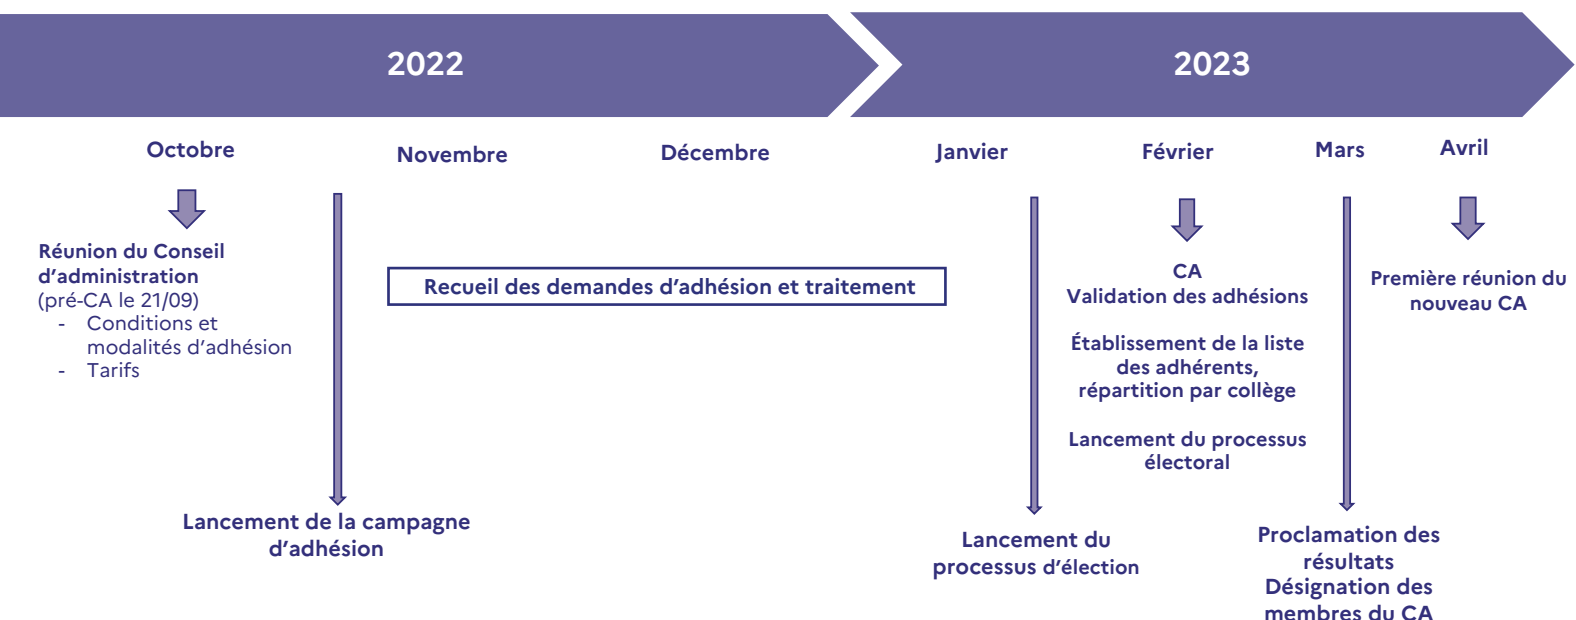 2022
2023
Octobre
Novembre
Décembre
Janvier
Février
Mars
Avril
Réunion du Conseil
d'administration
(pré-CA le 21/09)
- Conditions et
modalités d'adhésion
- Tarifs
Lancement de la campagne
d'adhésion
Recueil des demandes d'adhésion et traitement
Lancement du
processus d'élection
CA
Validation des adhésions
Établissement de la liste
des adhérents,
répartition par collège
Lancement du processus
électoral
Proclamation des
résultats
Désignation des
membres du CA
Première réunion du
nouveau CA